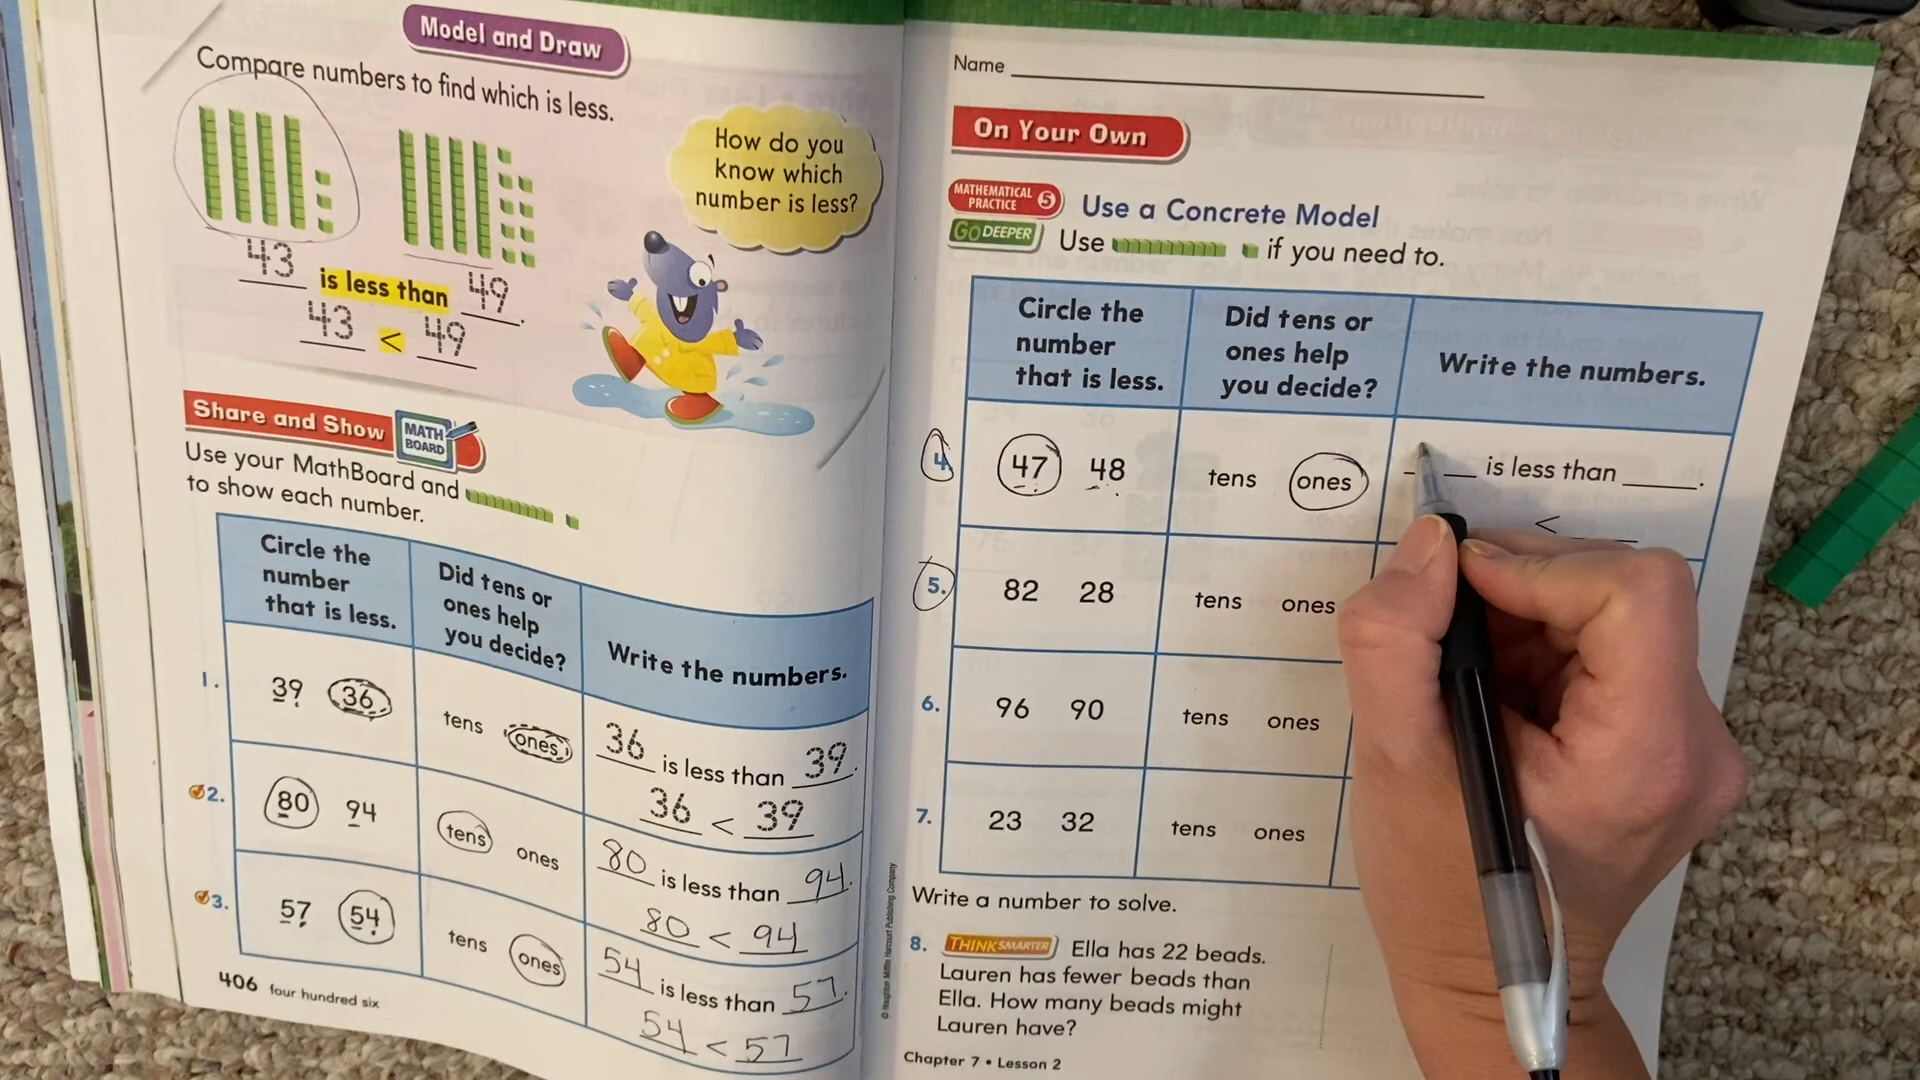 Model and Draw
Compare numbers to find which is less.
43 is less than 49.
43 < 49
How do you
know which
number is less?
Share and Show
MATH
BOARD
Use your MathBoard and
to show each number.
Circle the
number
that is less.
Did tens or
ones help
you decide?
Write the numbers.
1. 39 36 tens ones 36 is less than 39.
36 < 39
2. 80 94 tens ones 80 is less than 94.
80 < 94
3. 57 54 tens ones 54 is less than 57.
54 < 57
406 four hundred six
© Houghton Mifflin Harcourt Publishing Company
Name
On Your Own
MATHEMATICAL
PRACTICE 5
Use a Concrete Model
GO DEEPER
Use if you need to.
Circle the
number
that is less.
Did tens or
ones help
you decide?
Write the numbers.
4. 47 48 tens ones is less than .
<
5. 82 28 tens ones
6. 96 90 tens ones
7. 23 32 tens ones
Write a number to solve.
8. THINK SMARTER Ella has 22 beads.
Lauren has fewer beads than
Ella. How many beads might
Lauren have?
Chapter 7 • Lesson 2